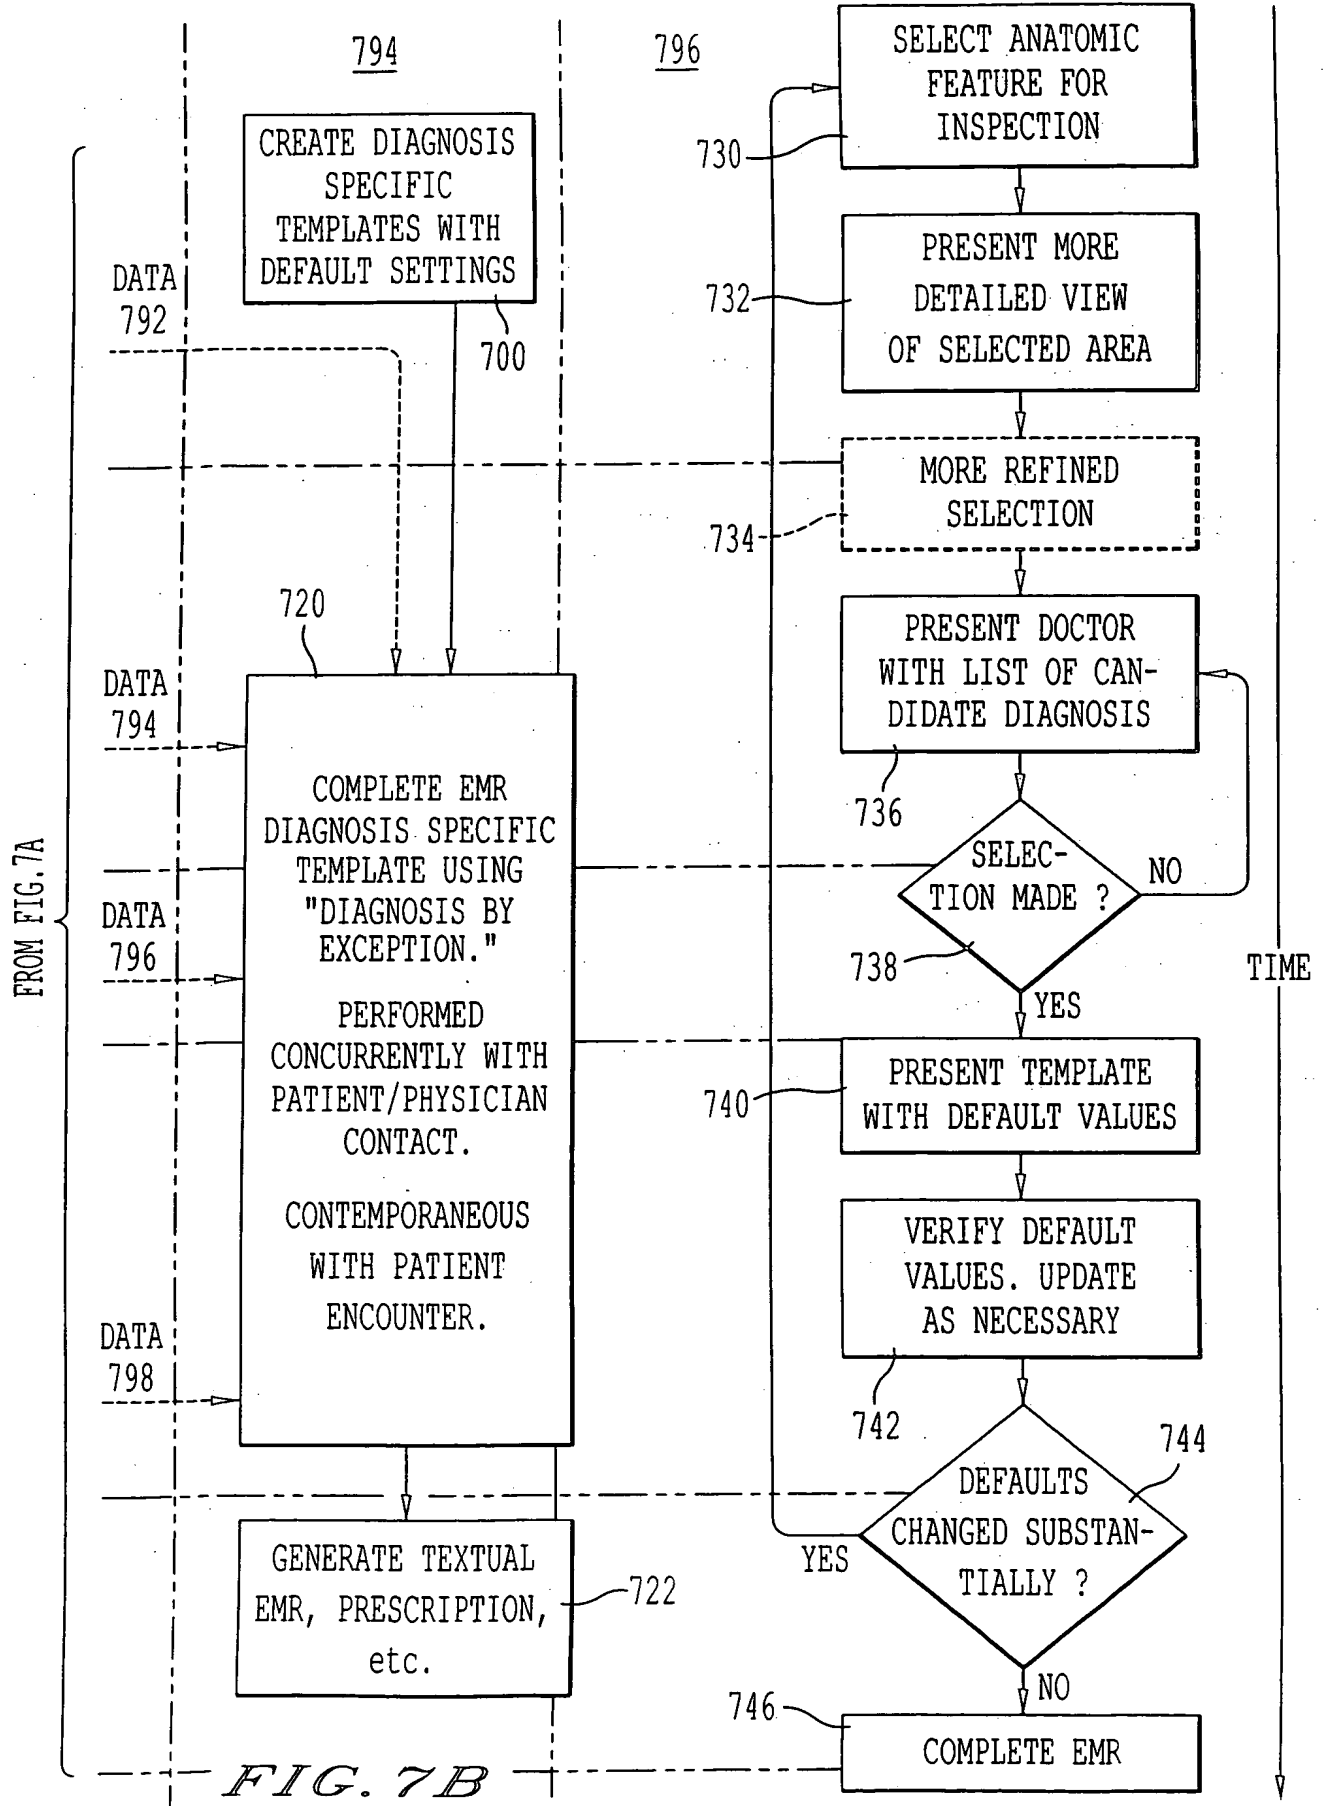 794
796
SELECT ANATOMIC
FEATURE FOR
INSPECTION
730
CREATE DIAGNOSIS
SPECIFIC
TEMPLATES WITH
DEFAULT SETTINGS
700
PRESENT MORE
DETAILED VIEW
OF SELECTED AREA
732
DATA
792
MORE REFINED
SELECTION
734
720
PRESENT DOCTOR
WITH LIST OF CAN-
DIDATE DIAGNOSIS
736
DATA
794
COMPLETE EMR
DIAGNOSIS SPECIFIC
TEMPLATE USING
"DIAGNOSIS BY
EXCEPTION."
PERFORMED
CONCURRENTLY WITH
PATIENT/PHYSICIAN
CONTACT.
CONTEMPORANEOUS
WITH PATIENT
ENCOUNTER.
SELEC-
TION MADE ?
NO
738
YES
FROM FIG.7A
DATA
796
TIME
740
PRESENT TEMPLATE
WITH DEFAULT VALUES
VERIFY DEFAULT
VALUES. UPDATE
AS NECESSARY
742
DATA
798
744
DEFAULTS
CHANGED SUBSTAN-
TIALLY ?
YES
NO
GENERATE TEXTUAL
EMR, PRESCRIPTION,
etc.
722
746
COMPLETE EMR
FIG. 7B